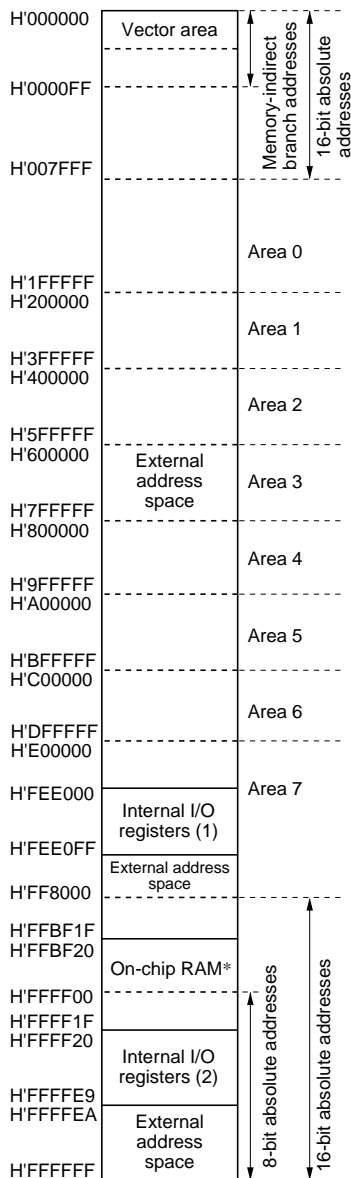 H'000000
Vector area
H'0000FF
Memory-indirect
branch addresses
16-bit absolute
addresses
H'007FFF
Area 0
H'1FFFFF
H'200000
Area 1
H'3FFFFF
H'400000
Area 2
H'5FFFFF
H'600000
External
address
space
Area 3
H'7FFFFF
H'800000
Area 4
H'9FFFFF
H'A00000
Area 5
H'BFFFFF
H'C00000
Area 6
H'DFFFFF
H'E00000
Area 7
H'FEE000
Internal I/O
registers (1)
H'FEE0FF
External address
space
H'FF8000
H'FFBF1F
H'FFBF20
On-chip RAM*
H'FFFF00
H'FFFF1F
H'FFFF20
Internal I/O
registers (2)
H'FFFFE9
H'FFFFEA
External
address
space
H'FFFFFF
8-bit absolute addresses
16-bit absolute addresses